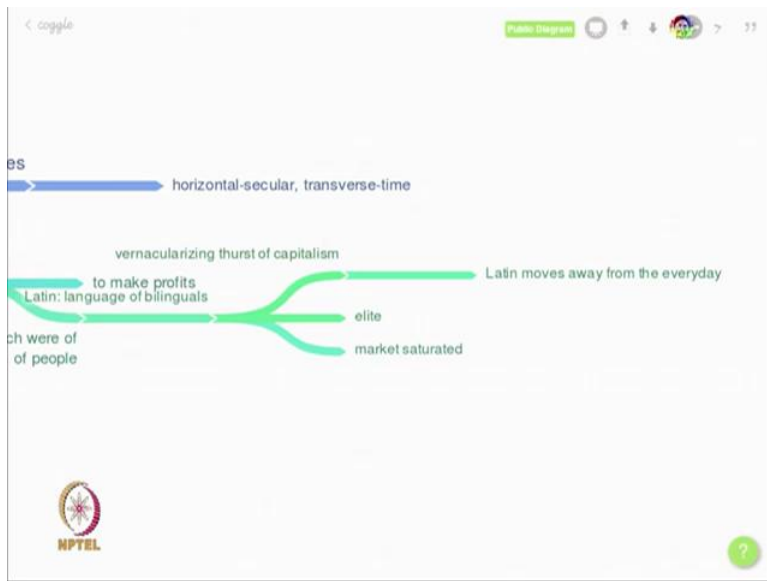 coggle
Public Diagram
es
horizontal-secular, transverse-time
vernacularizing thurst of capitalism
to make profits
Latin moves away from the everyday
Latin: language of bilinguals
elite
ch were of
market saturated
of people
NPTEL
?